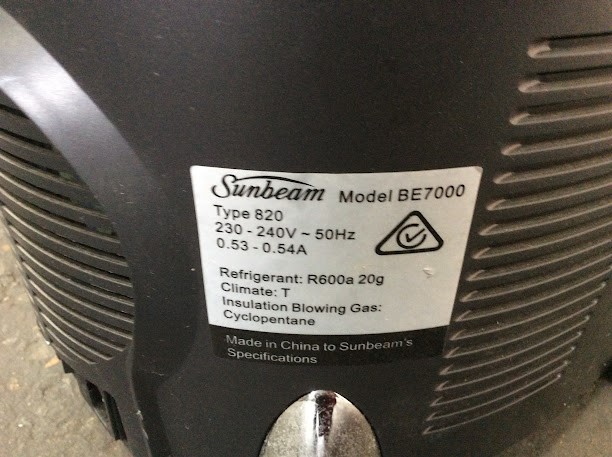 Sunbeam Model BE7000
Type 820
230 - 240V ~ 50Hz
0.53 - 0.54A
Refrigerant: R600a 20g
Climate: T
Insulation Blowing Gas:
Cyclopentane
Made in China to Sunbeam's
Specifications